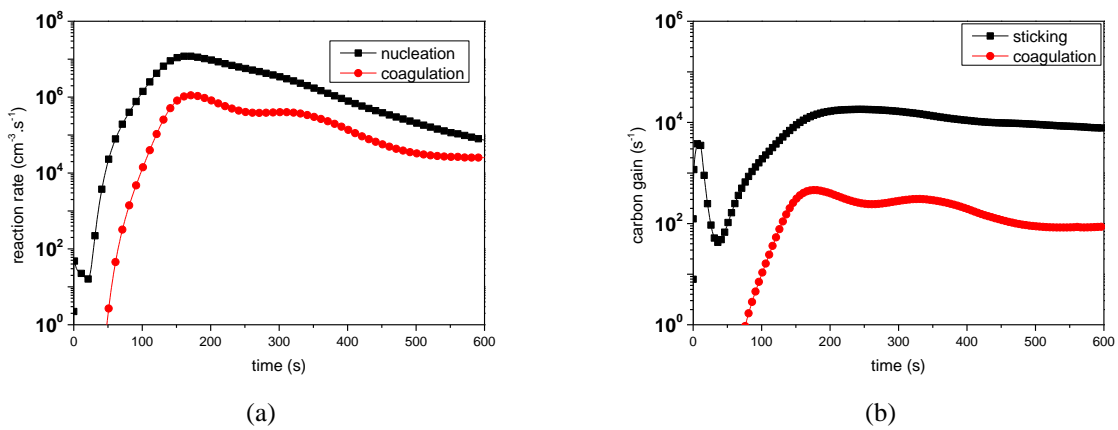 10^8
10^6
10^4
10^2
10^0
reaction rate (cm^-3.s^-1)
nucleation
coagulation
0 100 200 300 400 500 600
time (s)
(a)
10^6
10^4
10^2
10^0
carbon gain (s^-1)
sticking
coagulation
0 100 200 300 400 500 600
time (s)
(b)